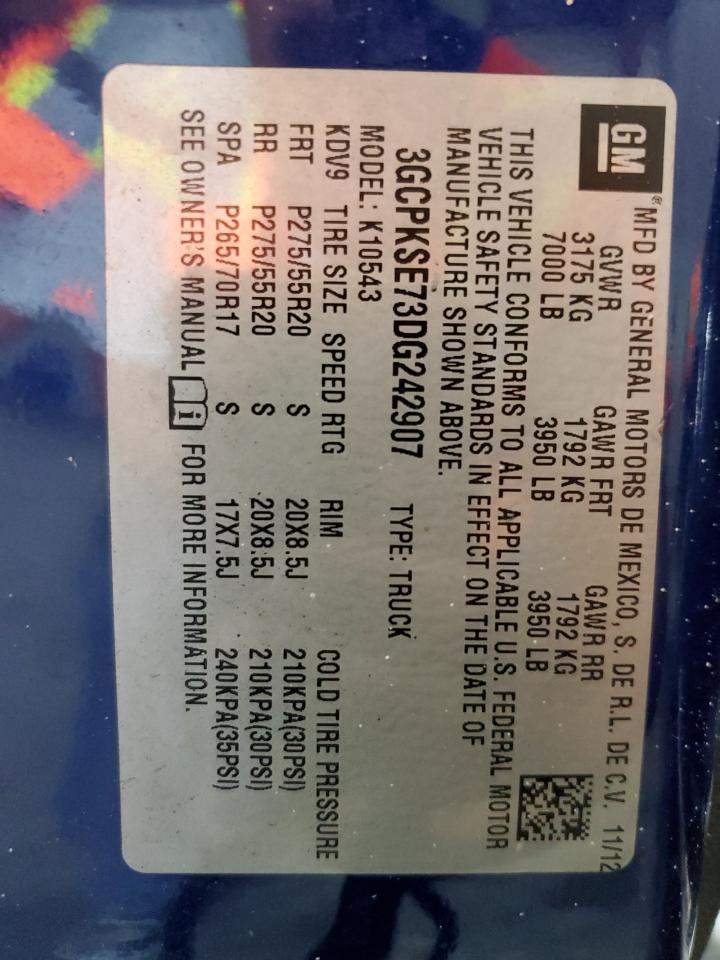 GM
® MFD BY GENERAL MOTORS DE MEXICO, S. DE R.L. DE C.V. 11/12
GVWR GAWR FRT GAWR RR
3175 KG 1792 KG 1792 KG
7000 LB 3950 LB 3950 LB
THIS VEHICLE CONFORMS TO ALL APPLICABLE U.S. FEDERAL MOTOR
VEHICLE SAFETY STANDARDS IN EFFECT ON THE DATE OF
MANUFACTURE SHOWN ABOVE.
3GCPKSE73DG242907 TYPE: TRUCK
MODEL: K10543
KDV9 TIRE SIZE SPEED RTG RIM COLD TIRE PRESSURE
FRT P275/55R20 S 20X8.5J 210KPA(30PSI)
RR P275/55R20 S 20X8.5J 210KPA(30PSI)
SPA P265/70R17 S 17X7.5J 240KPA(35PSI)
SEE OWNER'S MANUAL i FOR MORE INFORMATION.